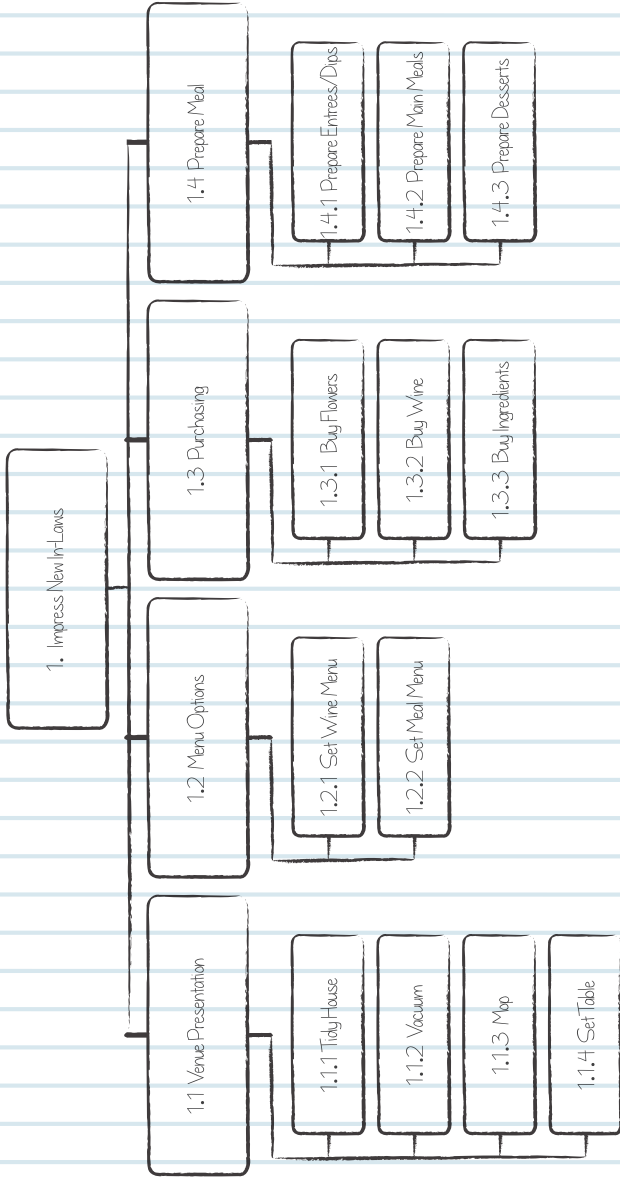 1. Impress New In-Laws
1.1 Venue Presentation
1.1.1 Tidy House
1.1.2 Vacuum
1.1.3 Mop
1.1.4 Set Table
1.2 Menu Options
1.2.1 Set Wine Menu
1.2.2 Set Meal Menu
1.3 Purchasing
1.3.1 Buy Flowers
1.3.2 Buy Wine
1.3.3 Buy Ingredients
1.4 Prepare Meal
1.4.1 Prepare Entrees/Dips
1.4.2 Prepare Main Meals
1.4.3 Prepare Desserts